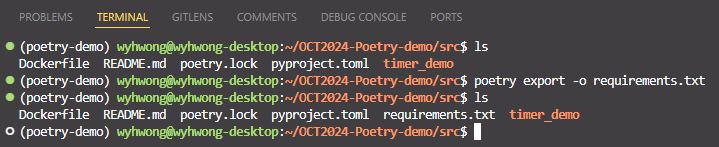 PROBLEMS TERMINAL GITLENS COMMENTS DEBUG CONSOLE PORTS
(poetry-demo) wyhwong@wyhwong-desktop:~/OCT2024-Poetry-demo/src$ ls
Dockerfile README.md poetry.lock pyproject.toml timer_demo
(poetry-demo) wyhwong@wyhwong-desktop:~/OCT2024-Poetry-demo/src$ poetry export -o requirements.txt
(poetry-demo) wyhwong@wyhwong-desktop:~/OCT2024-Poetry-demo/src$ ls
Dockerfile README.md poetry.lock pyproject.toml requirements.txt timer_demo
(poetry-demo) wyhwong@wyhwong-desktop:~/OCT2024-Poetry-demo/src$